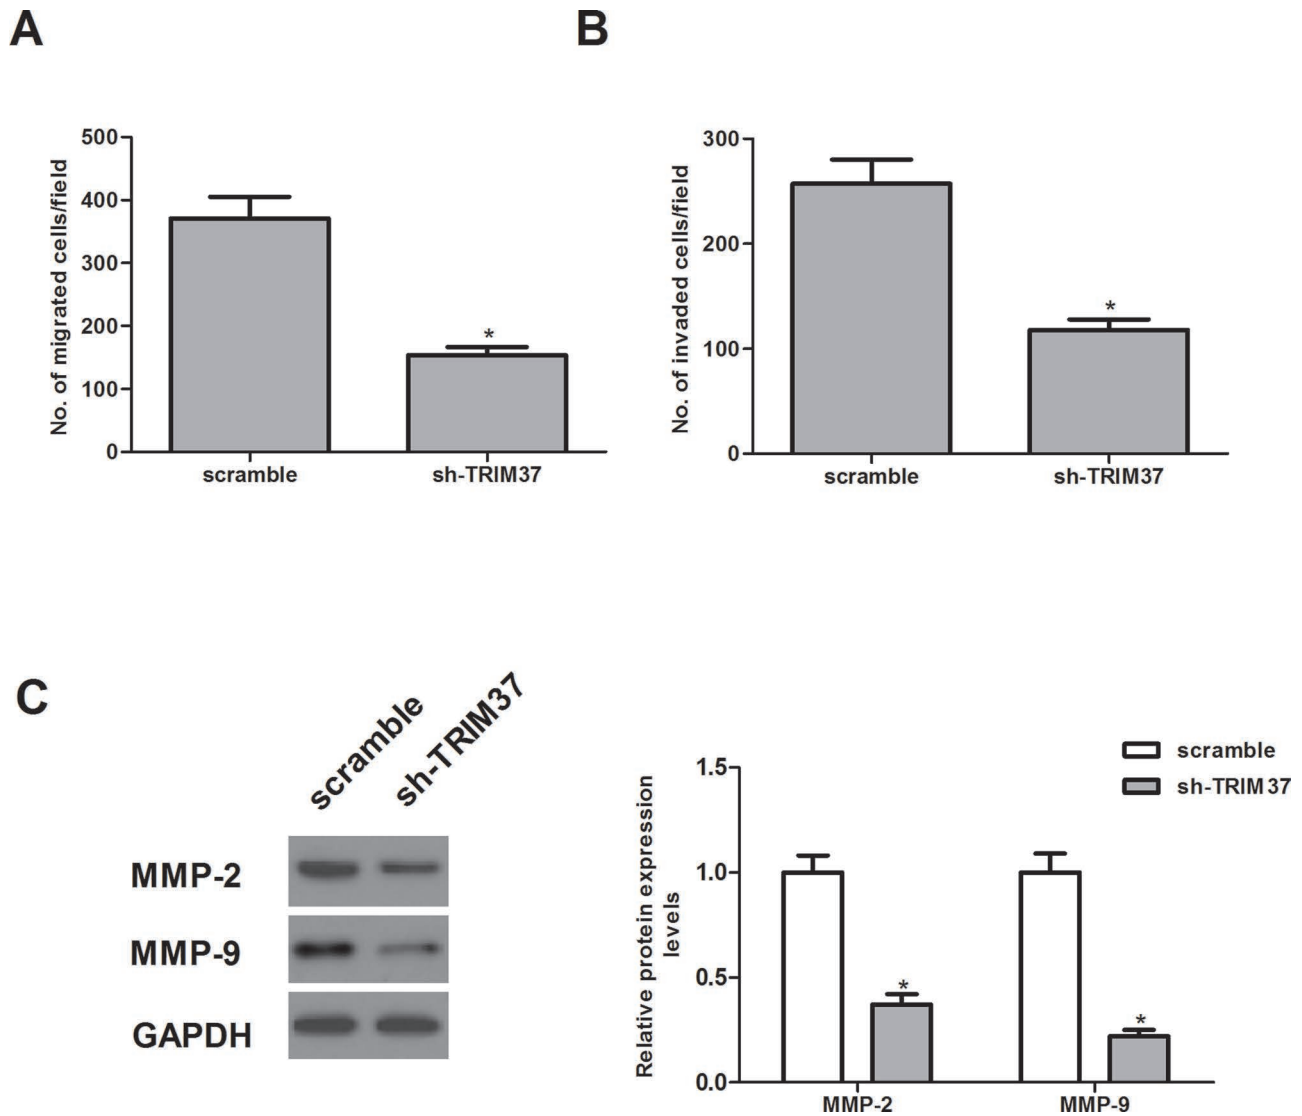 A
B
500
400
300
200
100
0
No. of migrated cells/field
*
scramble
sh-TRIM37
300
200
100
0
No. of invaded cells/field
*
scramble
sh-TRIM37
C
scramble
sh-TRIM37
MMP-2
MMP-9
GAPDH
scramble
sh-TRIM37
1.5
1.0
0.5
0.0
Relative protein expression
levels
*
*
MMP-2
MMP-9